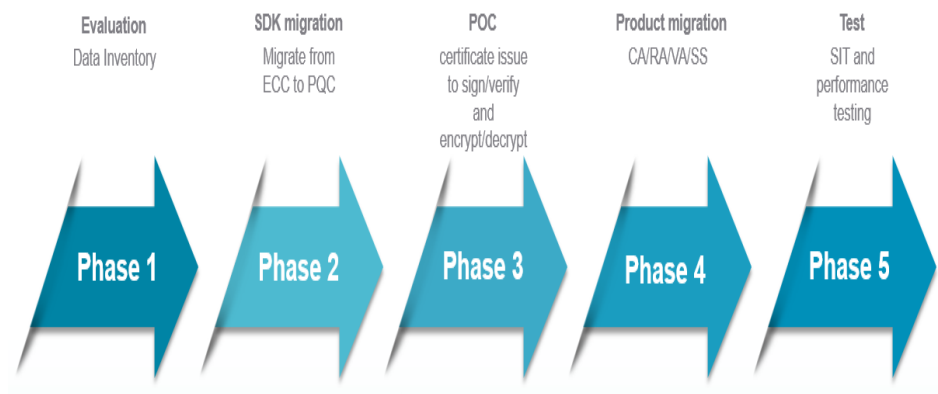 Evaluation
Data Inventory
SDK migration
Migrate from
ECC to PQC
POC
certificate issue
to sign/verify
and
encrypt/decrypt
Product migration
CA/RA/VA/SS
Test
SIT and
performance
testing
Phase 1
Phase 2
Phase 3
Phase 4
Phase 5